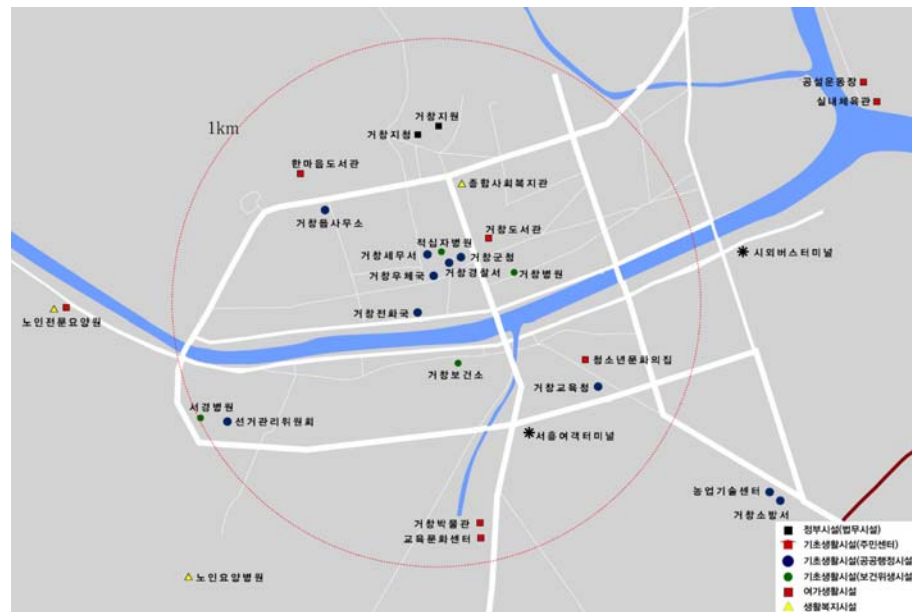 공설운동장
실내체육관
거창지원
거창지청
1km
한마음도서관
종합사회복지관
거창읍사무소
거창도서관
적십자병원
거창세무서
거창군청
거창경찰서
거창우체국
거창병원
시외버스터미널
거창전화국
노인전문요양원
청소년문화의집
거창보건소
거창교육청
서경병원
선거관리위원회
서흥여객터미널
농업기술센터
거창소방서
거창박물관
교육문화센터
노인요양병원
정부시설(법무시설)
기초생활시설(주민센터)
기초생활시설(공공행정시설)
기초생활시설(보건위생시설)
여가생활시설
생활복지시설